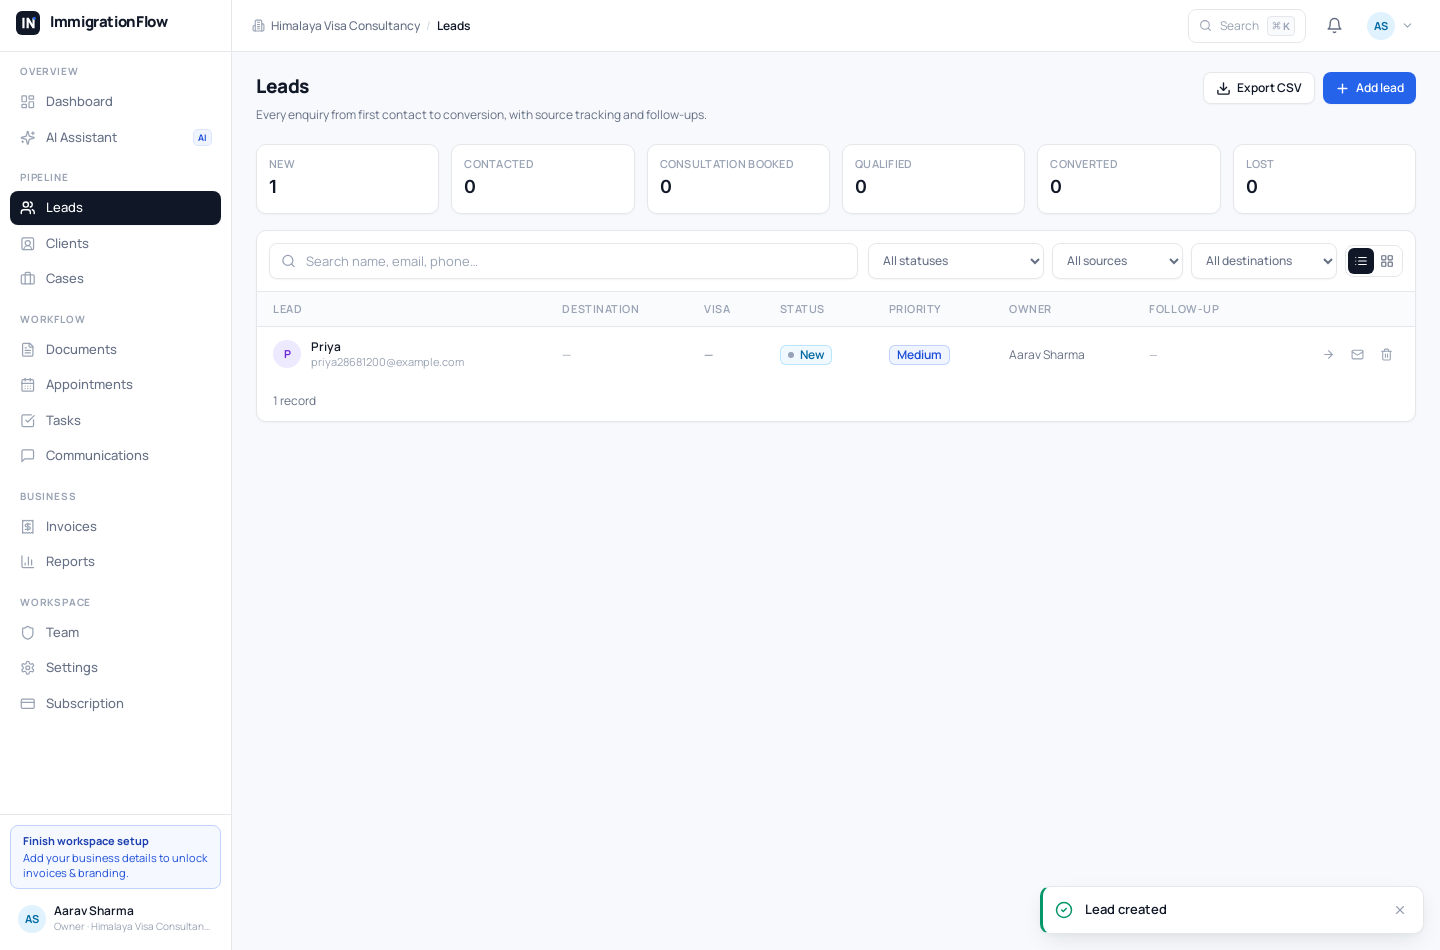 IN ImmigrationFlow
Himalaya Visa Consultancy / Leads
Search ⌘ K
AS
OVERVIEW
Dashboard
AI Assistant AI
PIPELINE
Leads
Clients
Cases
WORKFLOW
Documents
Appointments
Tasks
Communications
BUSINESS
Invoices
Reports
WORKSPACE
Team
Settings
Subscription
Finish workspace setup
Add your business details to unlock
invoices & branding.
AS Aarav Sharma
Owner · Himalaya Visa Consultan...
Leads
Every enquiry from first contact to conversion, with source tracking and follow-ups.
Export CSV
Add lead
NEW
1
CONTACTED
0
CONSULTATION BOOKED
0
QUALIFIED
0
CONVERTED
0
LOST
0
Search name, email, phone...
All statuses
All sources
All destinations
LEAD DESTINATION VISA STATUS PRIORITY OWNER FOLLOW-UP
P Priya
priya28681200@example.com
— — New Medium Aarav Sharma —
1 record
Lead created